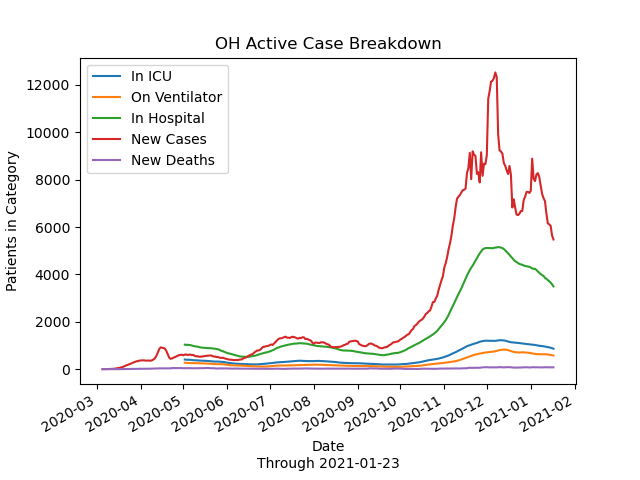 OH Active Case Breakdown
In ICU
On Ventilator
In Hospital
New Cases
New Deaths
Patients in Category
12000
10000
8000
6000
4000
2000
0
2020-03
2020-04
2020-05
2020-06
2020-07
2020-08
2020-09
2020-10
2020-11
2020-12
2021-01
2021-02
Date
Through 2021-01-23